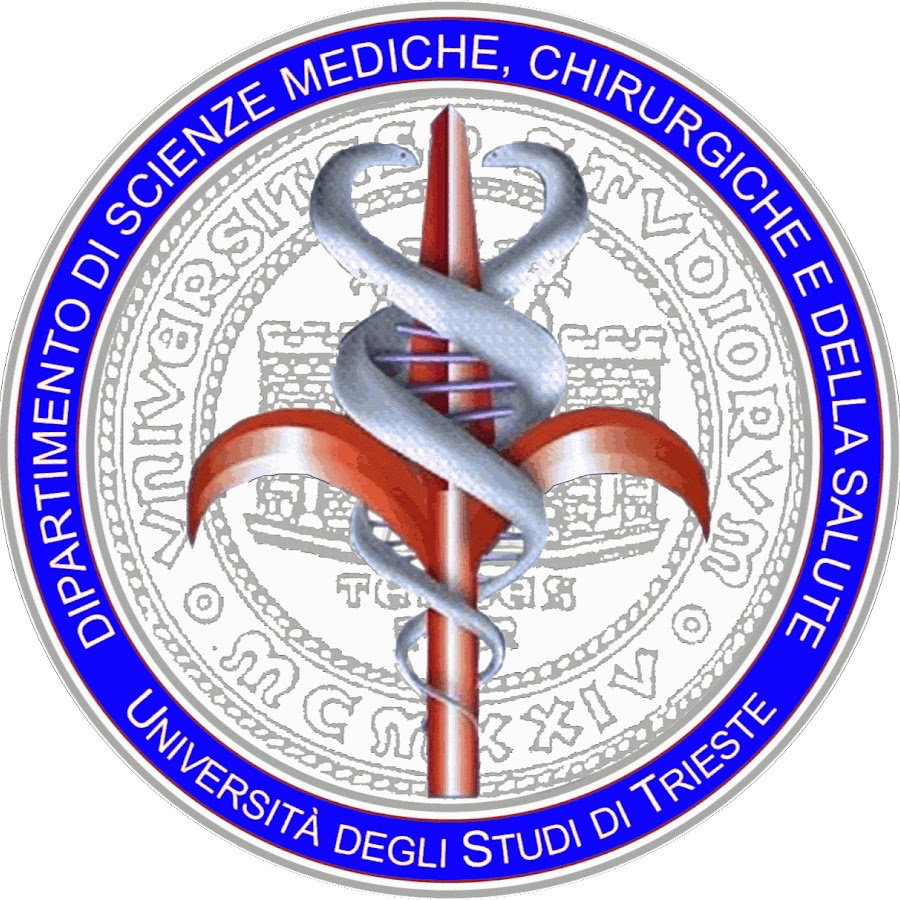 DIPARTIMENTO DI SCIENZE MEDICHE, CHIRURGICHE E DELLA SALUTE
UNIVERSITÀ DEGLI STUDI DI TRIESTE
MCMXXIV